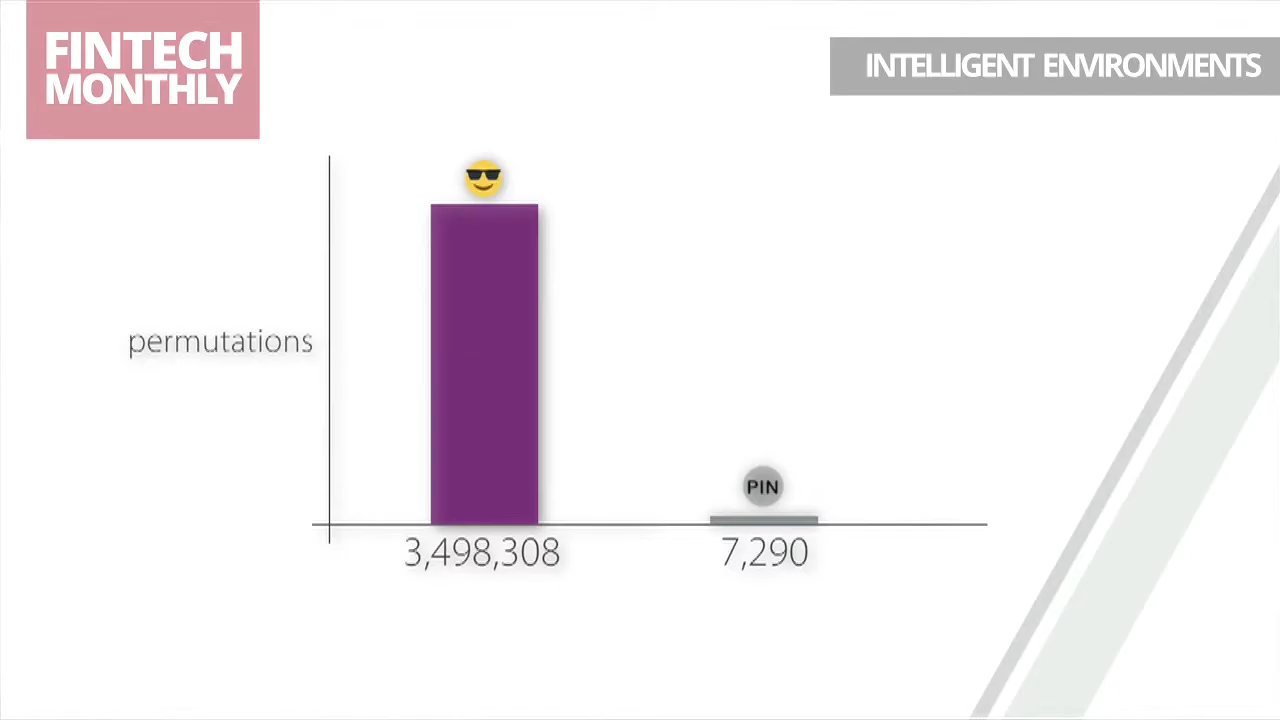 FINTECH
MONTHLY
INTELLIGENT ENVIRONMENTS
permutations
PIN
3,498,308
7,290